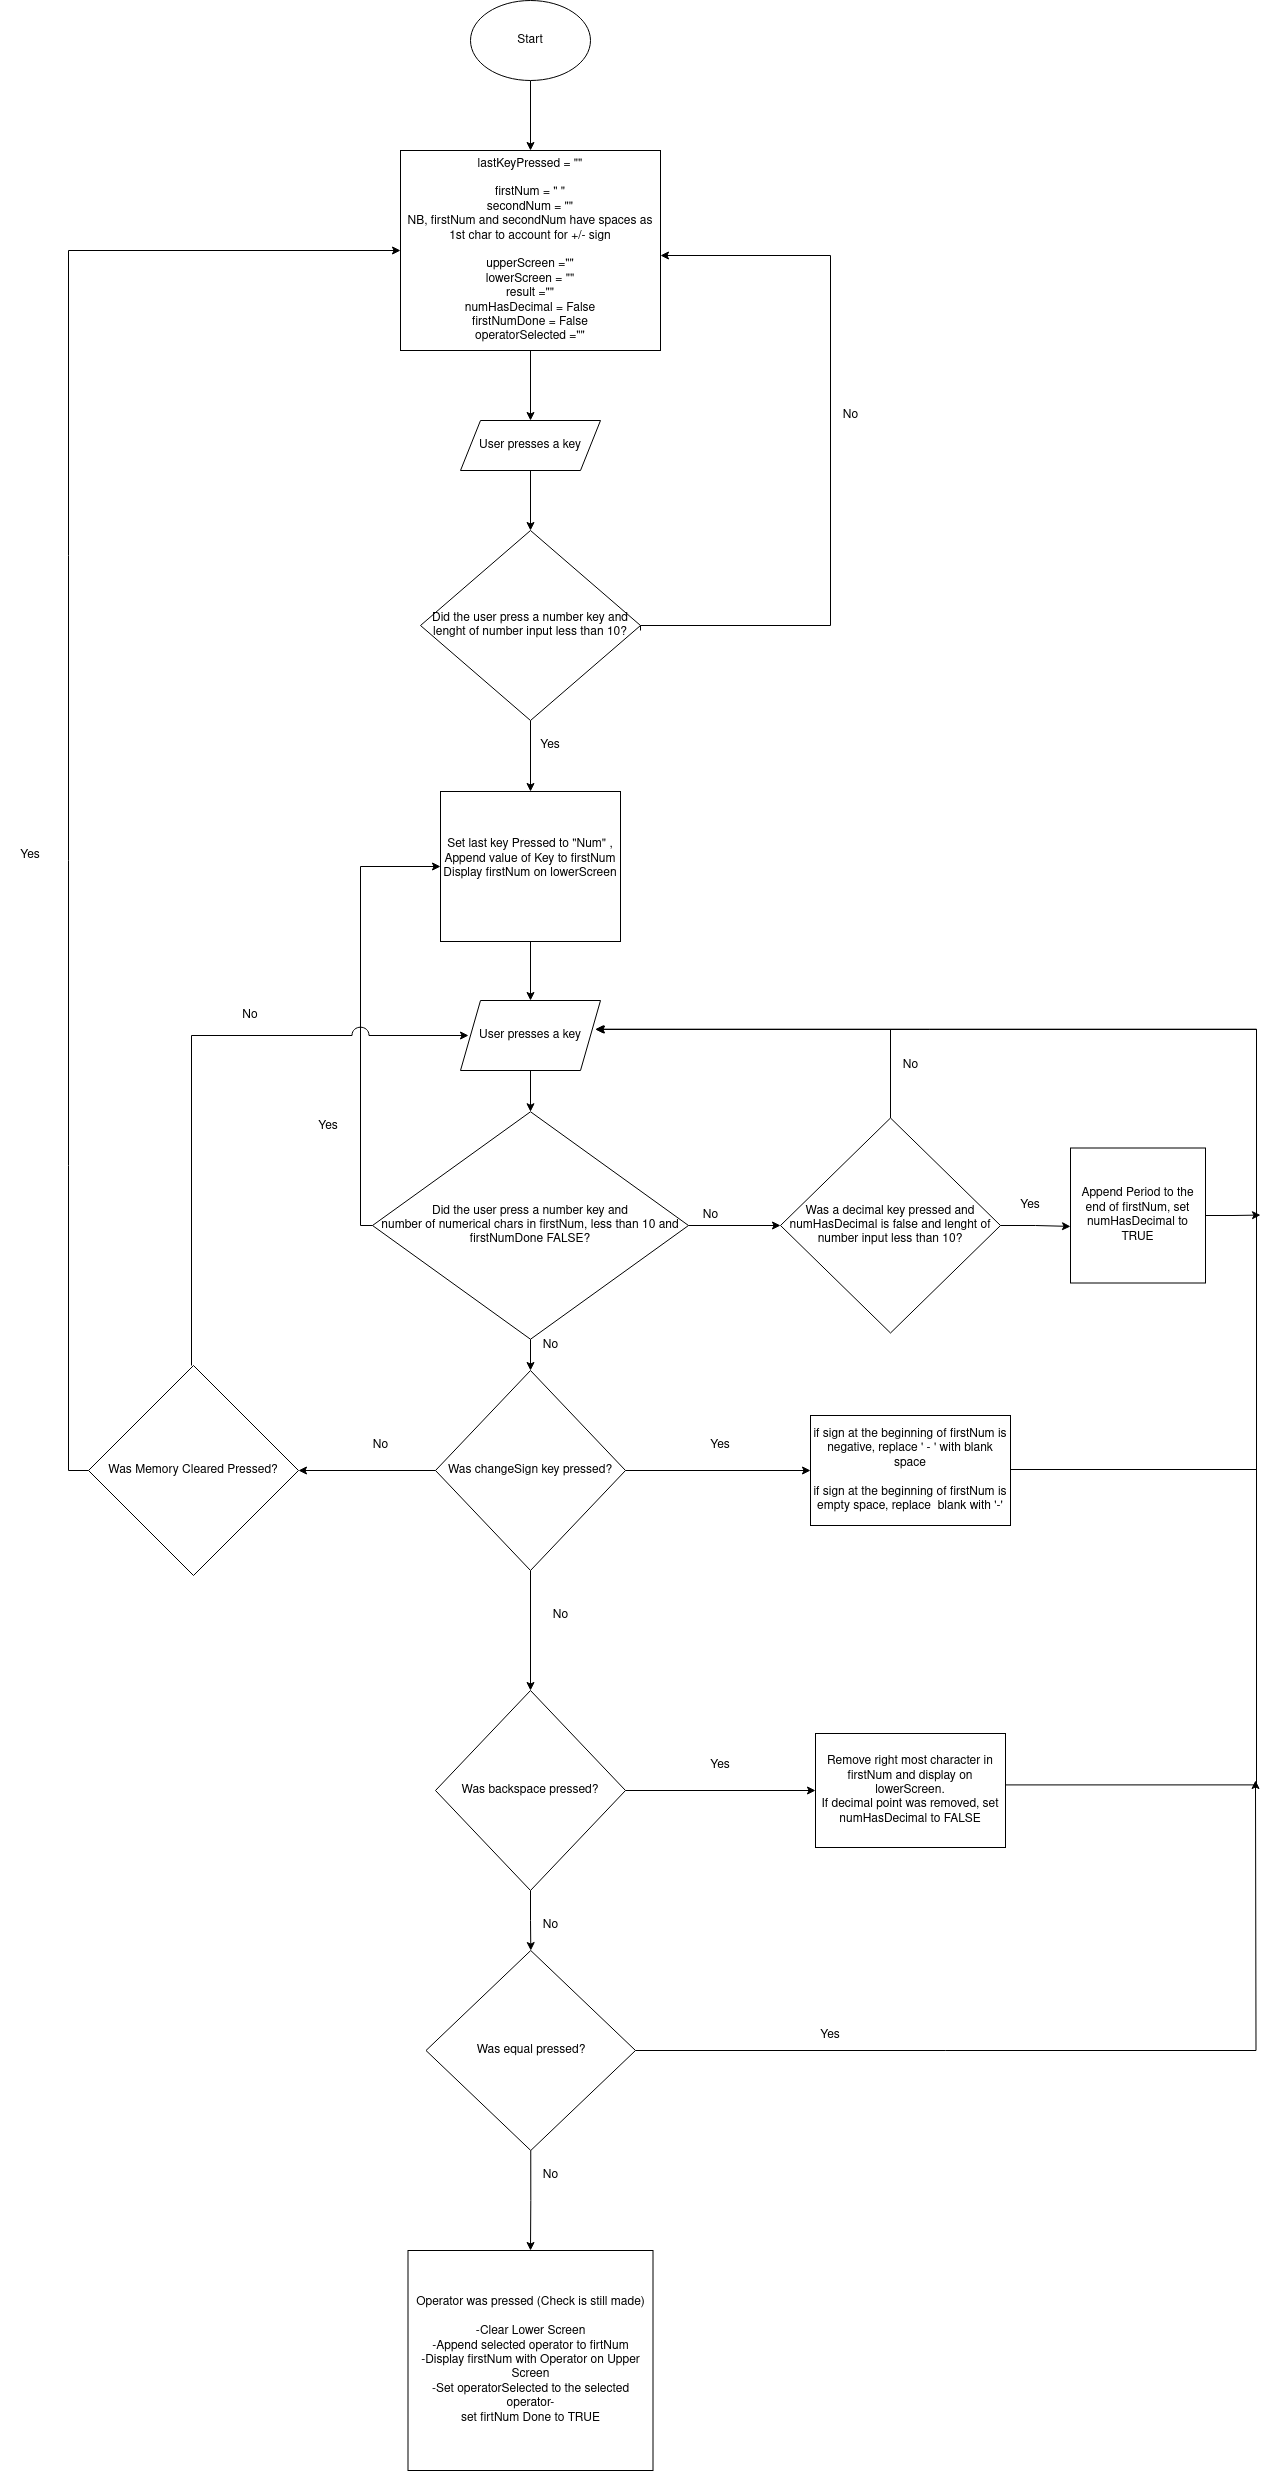 Start
lastKeyPressed = ""
firstNum = " "
secondNum = ""
NB, firstNum and secondNum have spaces as
1st char to account for +/- sign
upperScreen =""
lowerScreen = ""
result =""
numHasDecimal = False
firstNumDone = False
operatorSelected =""
User presses a key
No
Did the user press a number key and
lenght of number input less than 10?
Yes
Set last key Pressed to "Num" ,
Append value of Key to firstNum
Display firstNum on lowerScreen
Yes
No
User presses a key
No
Yes
Did the user press a number key and
number of numerical chars in firstNum, less than 10 and
firstNumDone FALSE?
No
Was a decimal key pressed and
numHasDecimal is false and lenght of
number input less than 10?
Yes
Append Period to the
end of firstNum, set
numHasDecimal to
TRUE
No
Was Memory Cleared Pressed?
No
Was changeSign key pressed?
Yes
if sign at the beginning of firstNum is
negative, replace ' - ' with blank
space
if sign at the beginning of firstNum is
empty space, replace  blank with '-'
No
Was backspace pressed?
Yes
Remove right most character in
firstNum and display on
lowerScreen.
If decimal point was removed, set
numHasDecimal to FALSE
No
Was equal pressed?
Yes
No
Operator was pressed (Check is still made)
-Clear Lower Screen
-Append selected operator to firtNum
-Display firstNum with Operator on Upper
Screen
-Set operatorSelected to the selected
operator-
set firtNum Done to TRUE